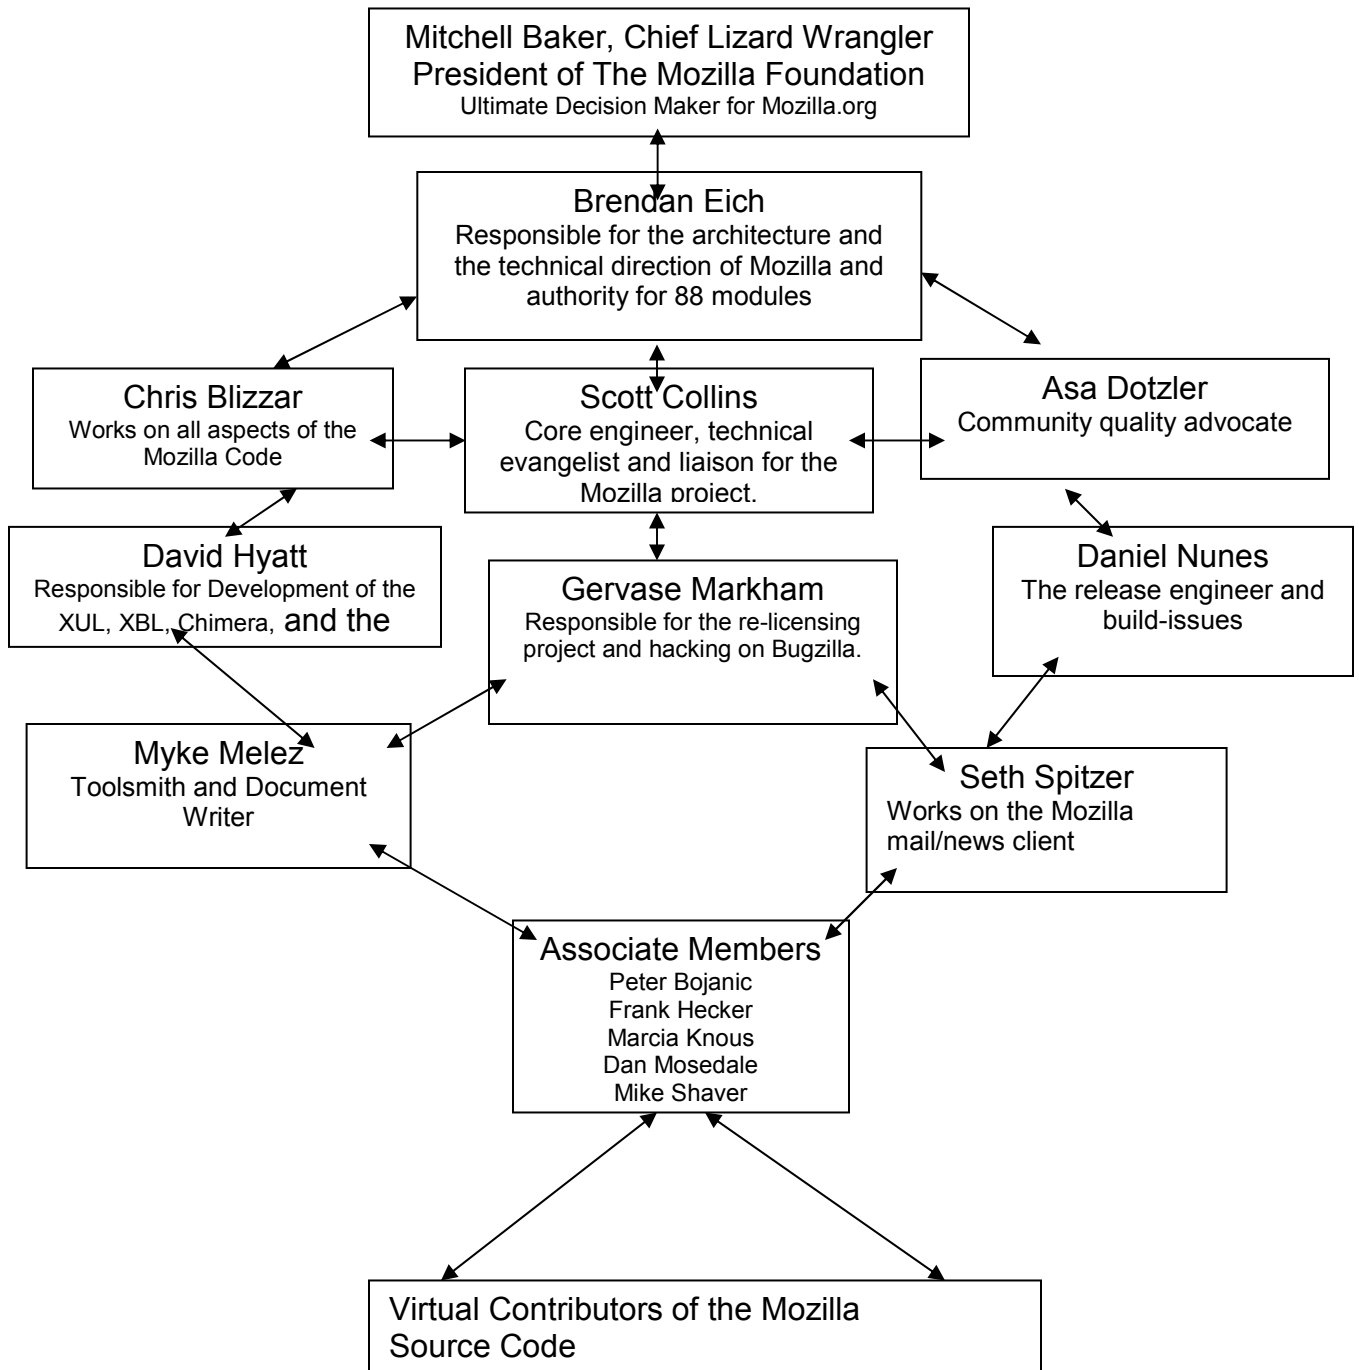 Mitchell Baker, Chief Lizard Wrangler
President of The Mozilla Foundation
Ultimate Decision Maker for Mozilla.org
Brendan Eich
Responsible for the architecture and
the technical direction of Mozilla and
authority for 88 modules
Chris Blizzar
Works on all aspects of the
Mozilla Code
Scott Collins
Core engineer, technical
evangelist and liaison for the
Mozilla project.
Asa Dotzler
Community quality advocate
David Hyatt
Responsible for Development of the
XUL, XBL, Chimera, and the
Gervase Markham
Responsible for the re-licensing
project and hacking on Bugzilla.
Daniel Nunes
The release engineer and
build-issues
Myke Melez
Toolsmith and Document
Writer
Seth Spitzer
Works on the Mozilla
mail/news client
Associate Members
Peter Bojanic
Frank Hecker
Marcia Knous
Dan Mosedale
Mike Shaver
Virtual Contributors of the Mozilla
Source Code